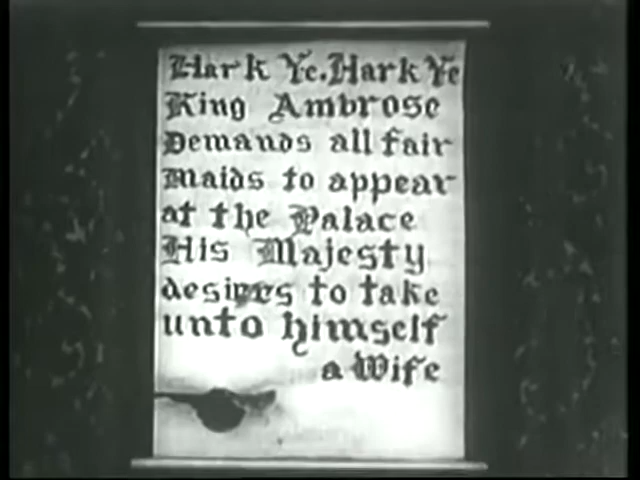 Hark Ye. Hark Ye
King Ambrose
Demands all fair
Maids to appear
at the Palace
His Majesty
desires to take
unto himself
a Wife